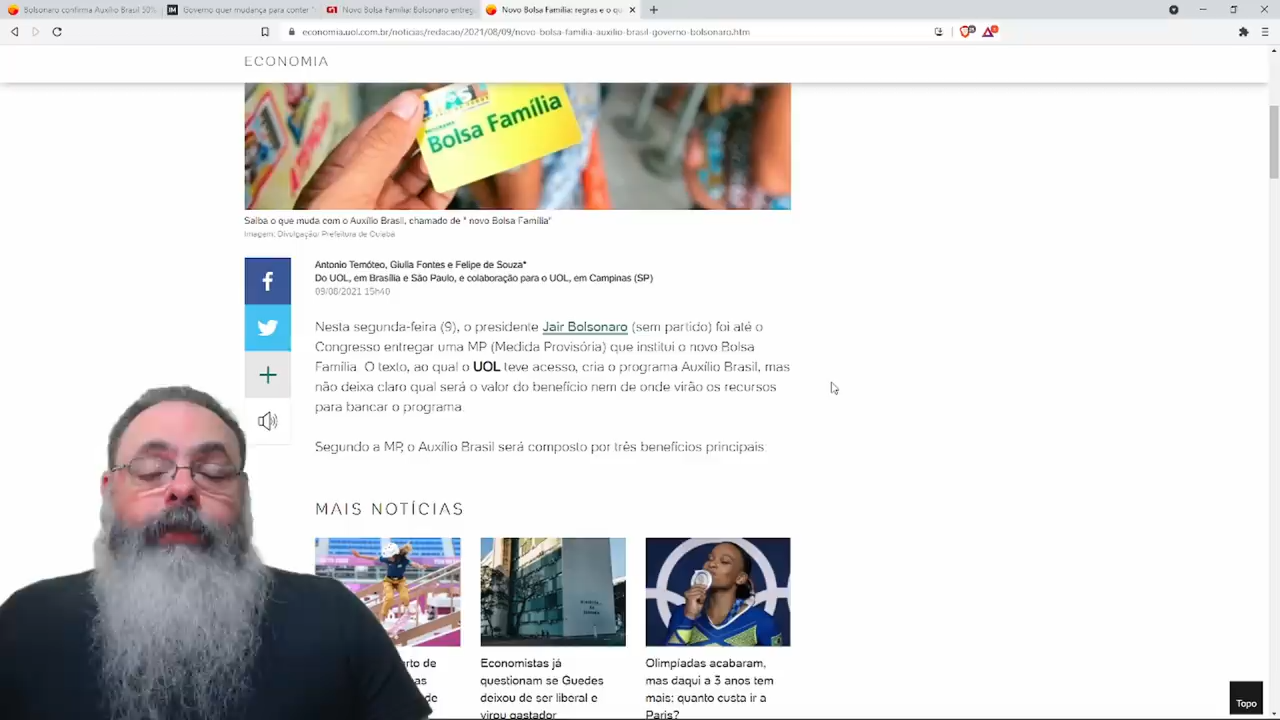 Bolsonaro confirma Auxílio Brasil 50%
Governo quer mudança para conter
G1
Novo Bolsa Família: Bolsonaro entreg
Novo Bolsa Família: regras e o qu
economia.uol.com.br/noticias/redacao/2021/08/09/novo-bolsa-familia-auxilio-brasil-governo-bolsonaro.htm
ECONOMIA
Bolsa Família
Saiba o que muda com o Auxílio Brasil, chamado de " novo Bolsa Família"
Imagem: Divulgação/ Prefeitura de Cuiabá
Antonio Temóteo, Giulia Fontes e Felipe de Souza*
Do UOL, em Brasília e São Paulo, e colaboração para o UOL, em Campinas (SP)
09/08/2021 15h40
Nesta segunda-feira (9), o presidente Jair Bolsonaro (sem partido) foi até o
Congresso entregar uma MP (Medida Provisória) que institui o novo Bolsa
Família. O texto, ao qual o UOL teve acesso, cria o programa Auxílio Brasil, mas
não deixa claro qual será o valor do benefício nem de onde virão os recursos
para bancar o programa.
Segundo a MP, o Auxílio Brasil será composto por três benefícios principais
MAIS NOTÍCIAS
rto de
as
de
Economistas já
questionam se Guedes
deixou de ser liberal e
virou gastador
Olimpíadas acabaram,
mas daqui a 3 anos tem
mais: quanto custa ir a
Paris?
Topo